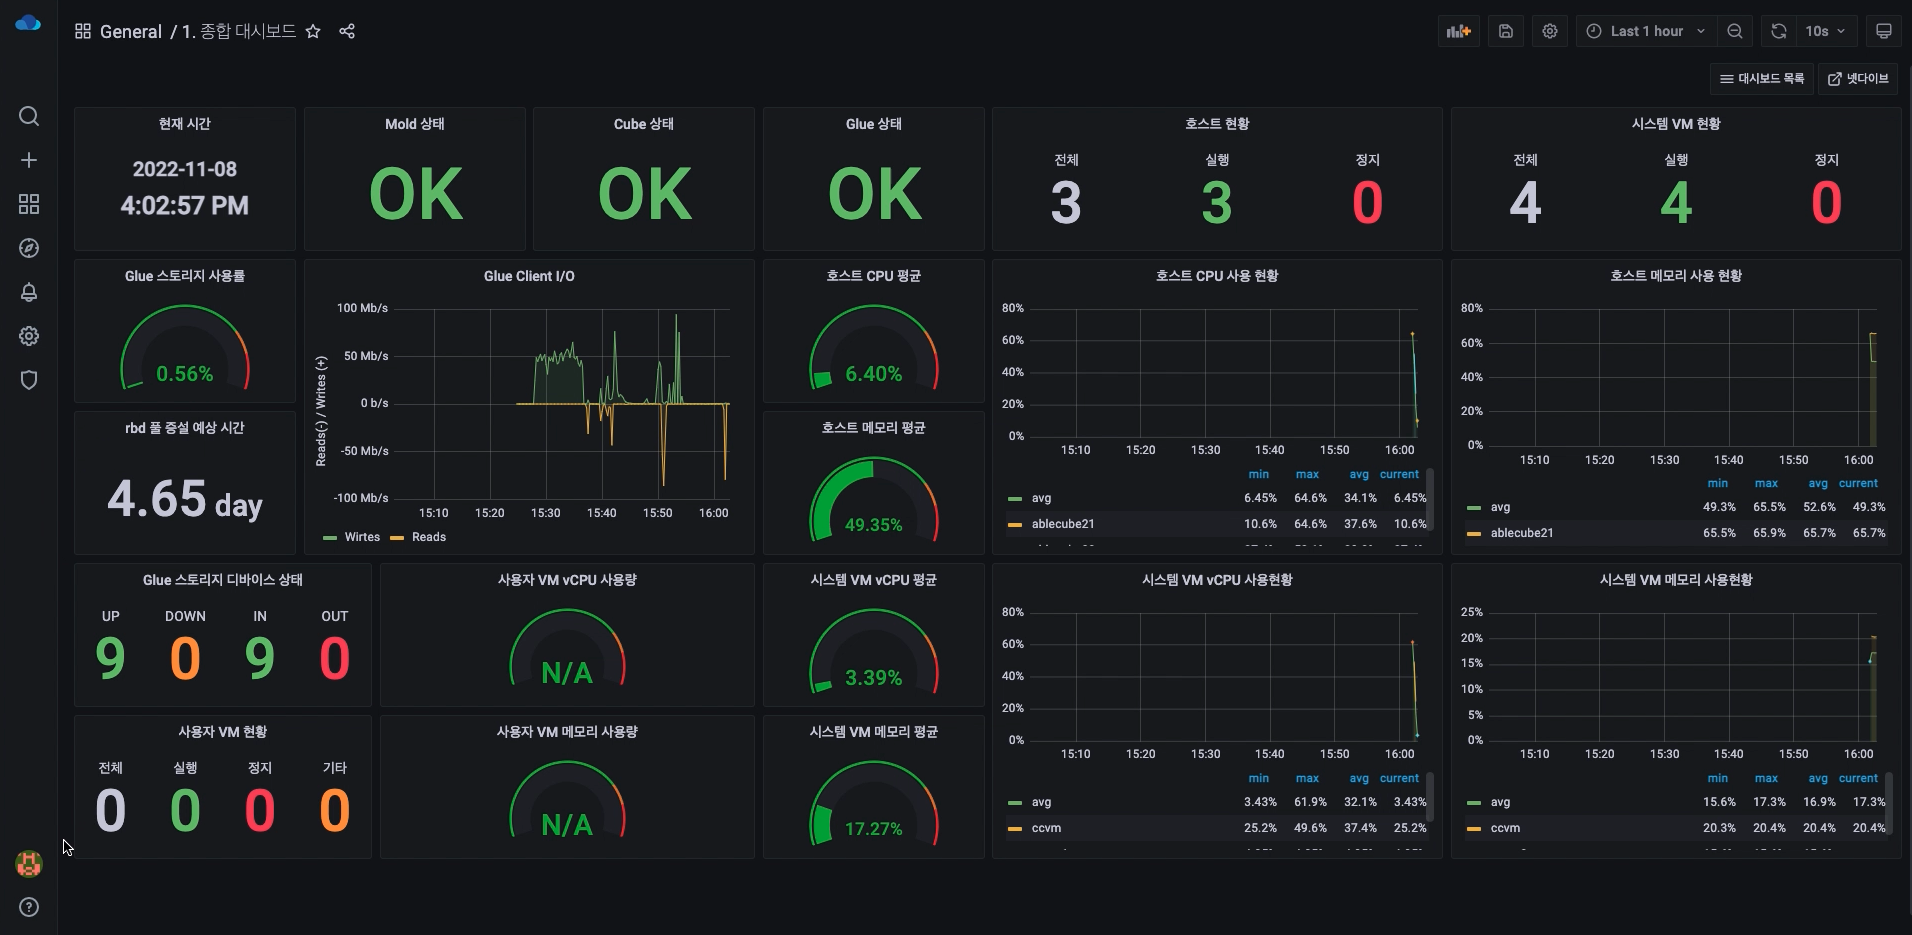 General / 1. 종합 대시보드
Last 1 hour
10s
대시보드 목록
넷다이브
현재 시간
2022-11-08
4:02:57 PM
Mold 상태
OK
Cube 상태
OK
Glue 상태
OK
호스트 현황
전체 실행 정지
3 3 0
시스템 VM 현황
전체 실행 정지
4 4 0
Glue 스토리지 사용률
0.56%
rbd 풀 증설 예상 시간
4.65 day
Glue Client I/O
Reads(-) / Writes (+)
100 Mb/s
50 Mb/s
0 b/s
-50 Mb/s
-100 Mb/s
15:10 15:20 15:30 15:40 15:50 16:00
Wirtes Reads
호스트 CPU 평균
6.40%
호스트 메모리 평균
49.35%
호스트 CPU 사용 현황
80%
60%
40%
20%
0%
15:10 15:20 15:30 15:40 15:50 16:00
min max avg current
avg 6.45% 64.6% 34.1% 6.45%
ablecube21 10.6% 64.6% 37.6% 10.6%
호스트 메모리 사용 현황
80%
60%
40%
20%
0%
15:10 15:20 15:30 15:40 15:50 16:00
min max avg current
avg 49.3% 65.5% 52.6% 49.3%
ablecube21 65.5% 65.9% 65.7% 65.7%
Glue 스토리지 디바이스 상태
UP DOWN IN OUT
9 0 9 0
사용자 VM vCPU 사용량
N/A
시스템 VM vCPU 평균
3.39%
시스템 VM vCPU 사용현황
80%
60%
40%
20%
0%
15:10 15:20 15:30 15:40 15:50 16:00
min max avg current
avg 3.43% 61.9% 32.1% 3.43%
ccvm 25.2% 49.6% 37.4% 25.2%
시스템 VM 메모리 사용현황
25%
20%
15%
10%
5%
0%
15:10 15:20 15:30 15:40 15:50 16:00
min max avg current
avg 15.6% 17.3% 16.9% 17.3%
ccvm 20.3% 20.4% 20.4% 20.4%
사용자 VM 현황
전체 실행 정지 기타
0 0 0 0
사용자 VM 메모리 사용량
N/A
시스템 VM 메모리 평균
17.27%